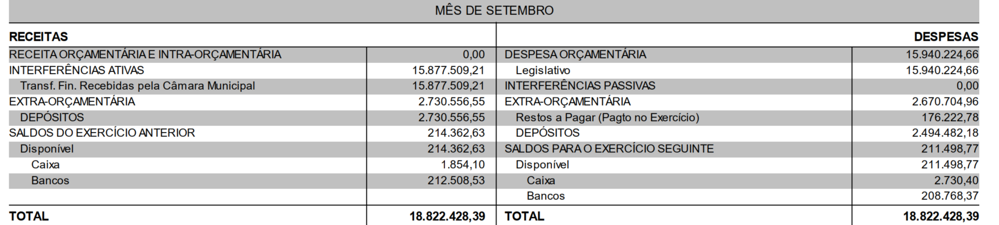 MÊS DE SETEMBRO
RECEITAS DESPESAS
RECEITA ORÇAMENTÁRIA E INTRA-ORÇAMENTÁRIA 0,00 DESPESA ORÇAMENTÁRIA 15.940.224,66
INTERFERÊNCIAS ATIVAS 15.877.509,21 Legislativo 15.940.224,66
Transf. Fin. Recebidas pela Câmara Municipal 15.877.509,21 INTERFERÊNCIAS PASSIVAS 0,00
EXTRA-ORÇAMENTÁRIA 2.730.556,55 EXTRA-ORÇAMENTÁRIA 2.670.704,96
DEPÓSITOS 2.730.556,55 Restos a Pagar (Pagto no Exercício) 176.222,78
SALDOS DO EXERCÍCIO ANTERIOR 214.362,63 DEPÓSITOS 2.494.482,18
Disponível 214.362,63 SALDOS PARA O EXERCÍCIO SEGUINTE 211.498,77
Caixa 1.854,10 Disponível 211.498,77
Bancos 212.508,53 Caixa 2.730,40
Bancos 208.768,37
TOTAL 18.822.428,39 TOTAL 18.822.428,39